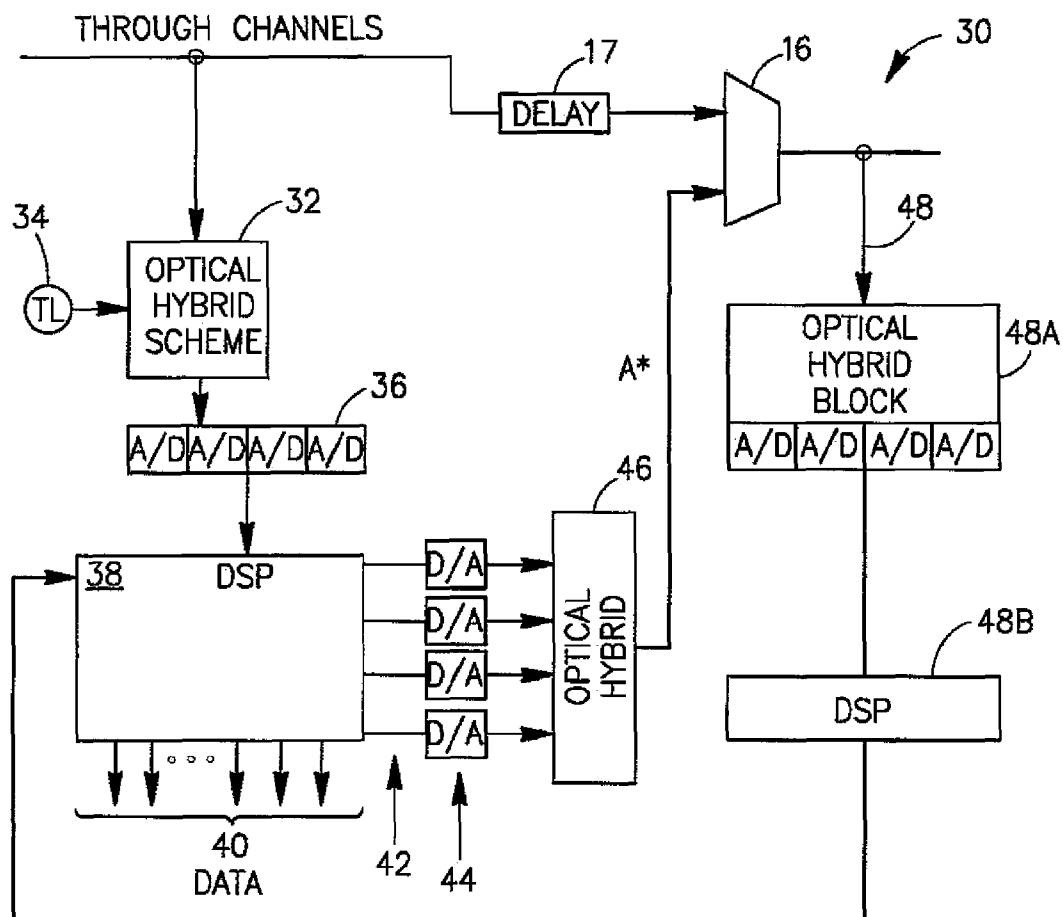 THROUGH CHANNELS
30
16
17
DELAY
32
34
TL
OPTICAL
HYBRID
SCHEME
48
OPTICAL
HYBRID
BLOCK
48A
A*
36
A/D A/D A/D A/D
A/D A/D A/D A/D
46
38
DSP
D/A
D/A
D/A
D/A
OPTICAL
HYBRID
48B
DSP
40
DATA
42
44